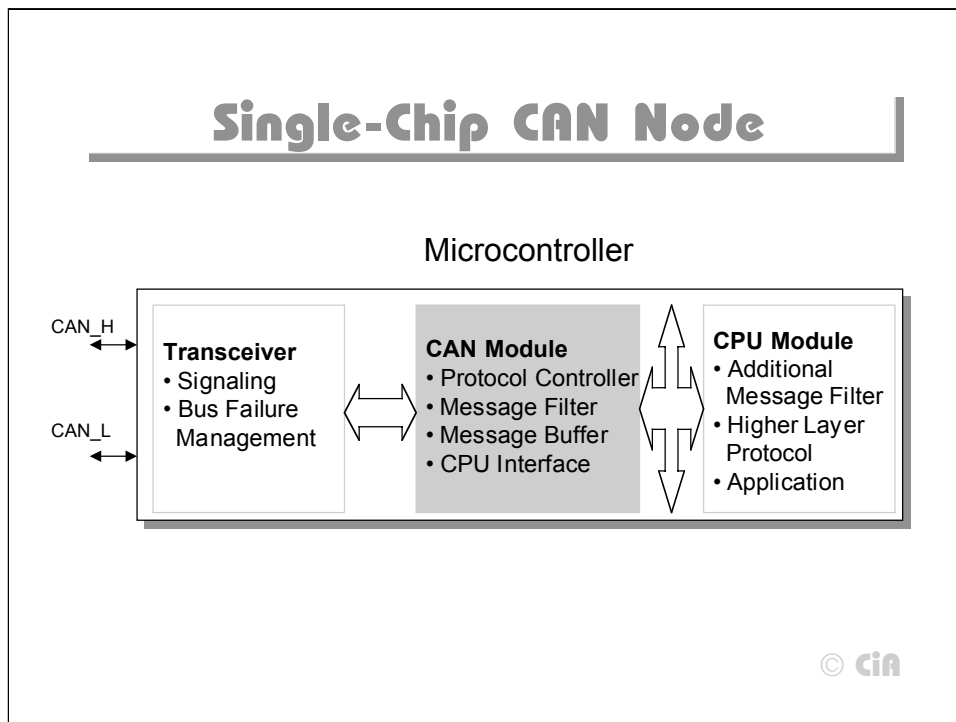 Single-Chip CAN Node
Microcontroller
CAN_H
CAN_L
Transceiver
• Signaling
• Bus Failure
Management
CAN Module
• Protocol Controller
• Message Filter
• Message Buffer
• CPU Interface
CPU Module
• Additional
Message Filter
• Higher Layer
Protocol
• Application
© CiA